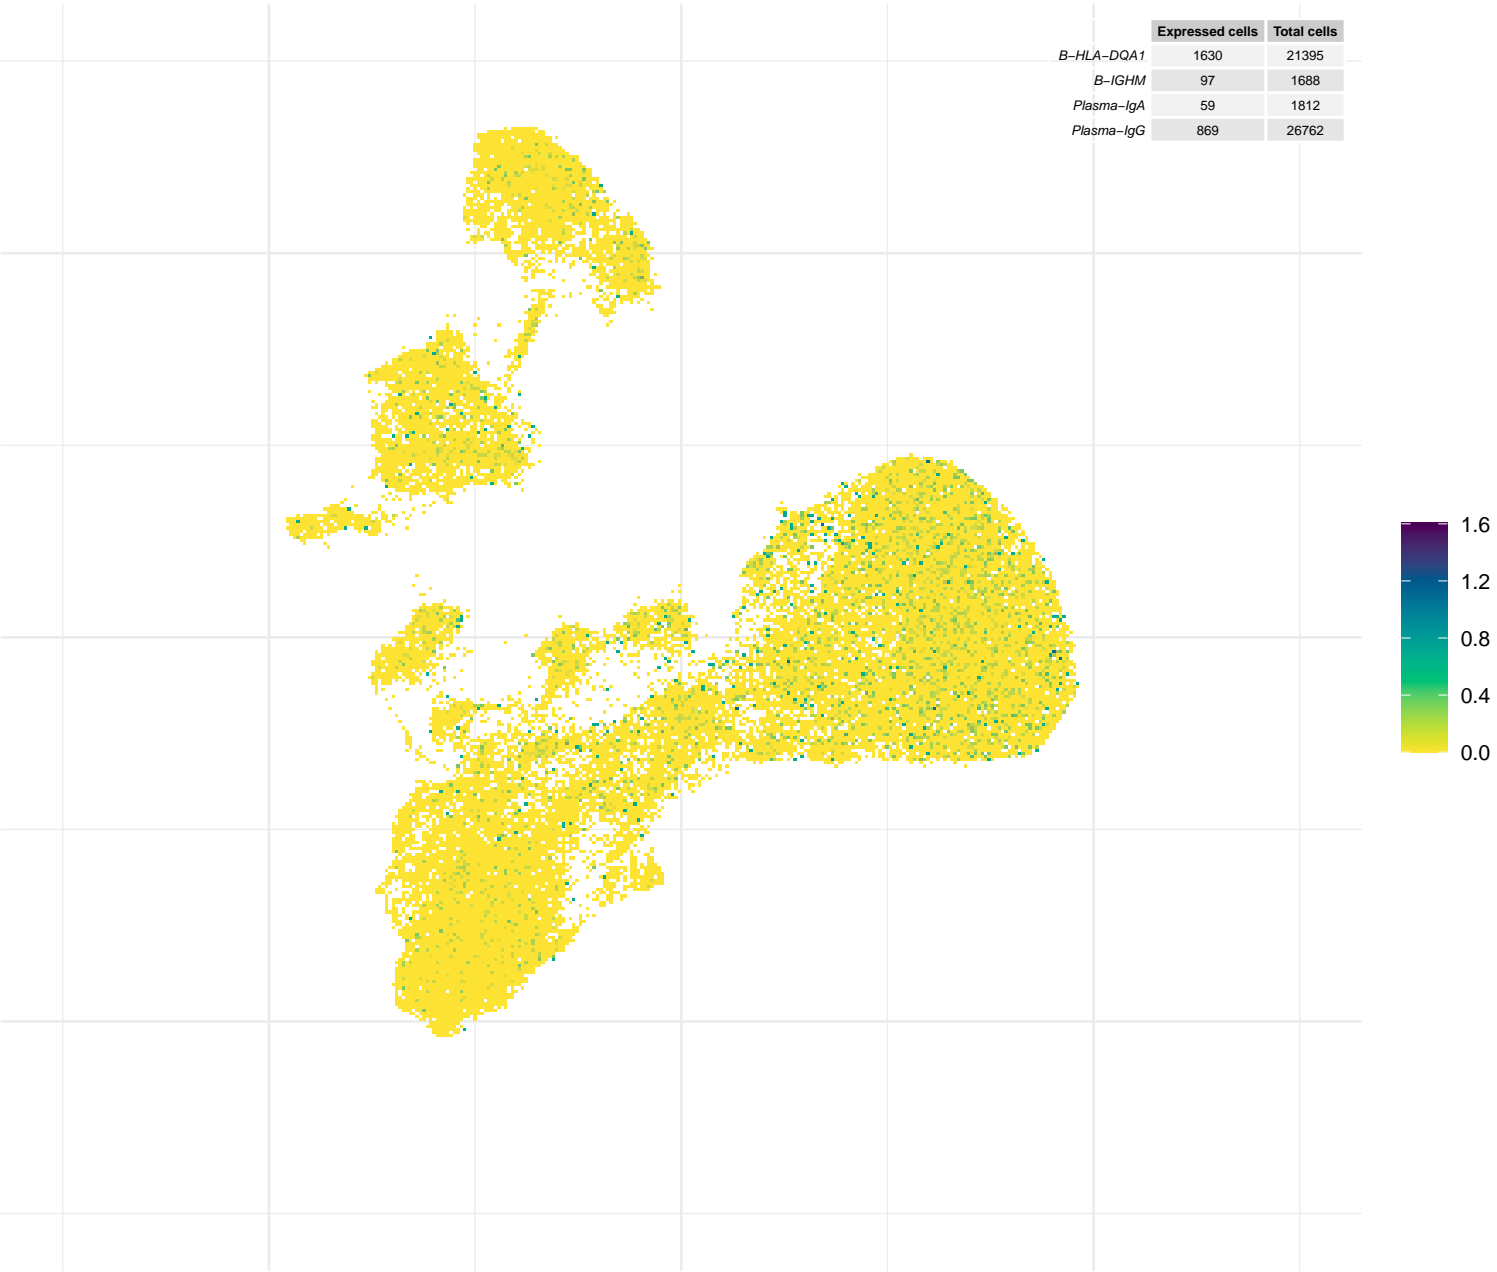 Expressed cells Total cells
B−HLA−DQA1 1630 21395
B−IGHM 97 1688
Plasma−IgA 59 1812
Plasma−IgG 869 26762
1.6
1.2
0.8
0.4
0.0